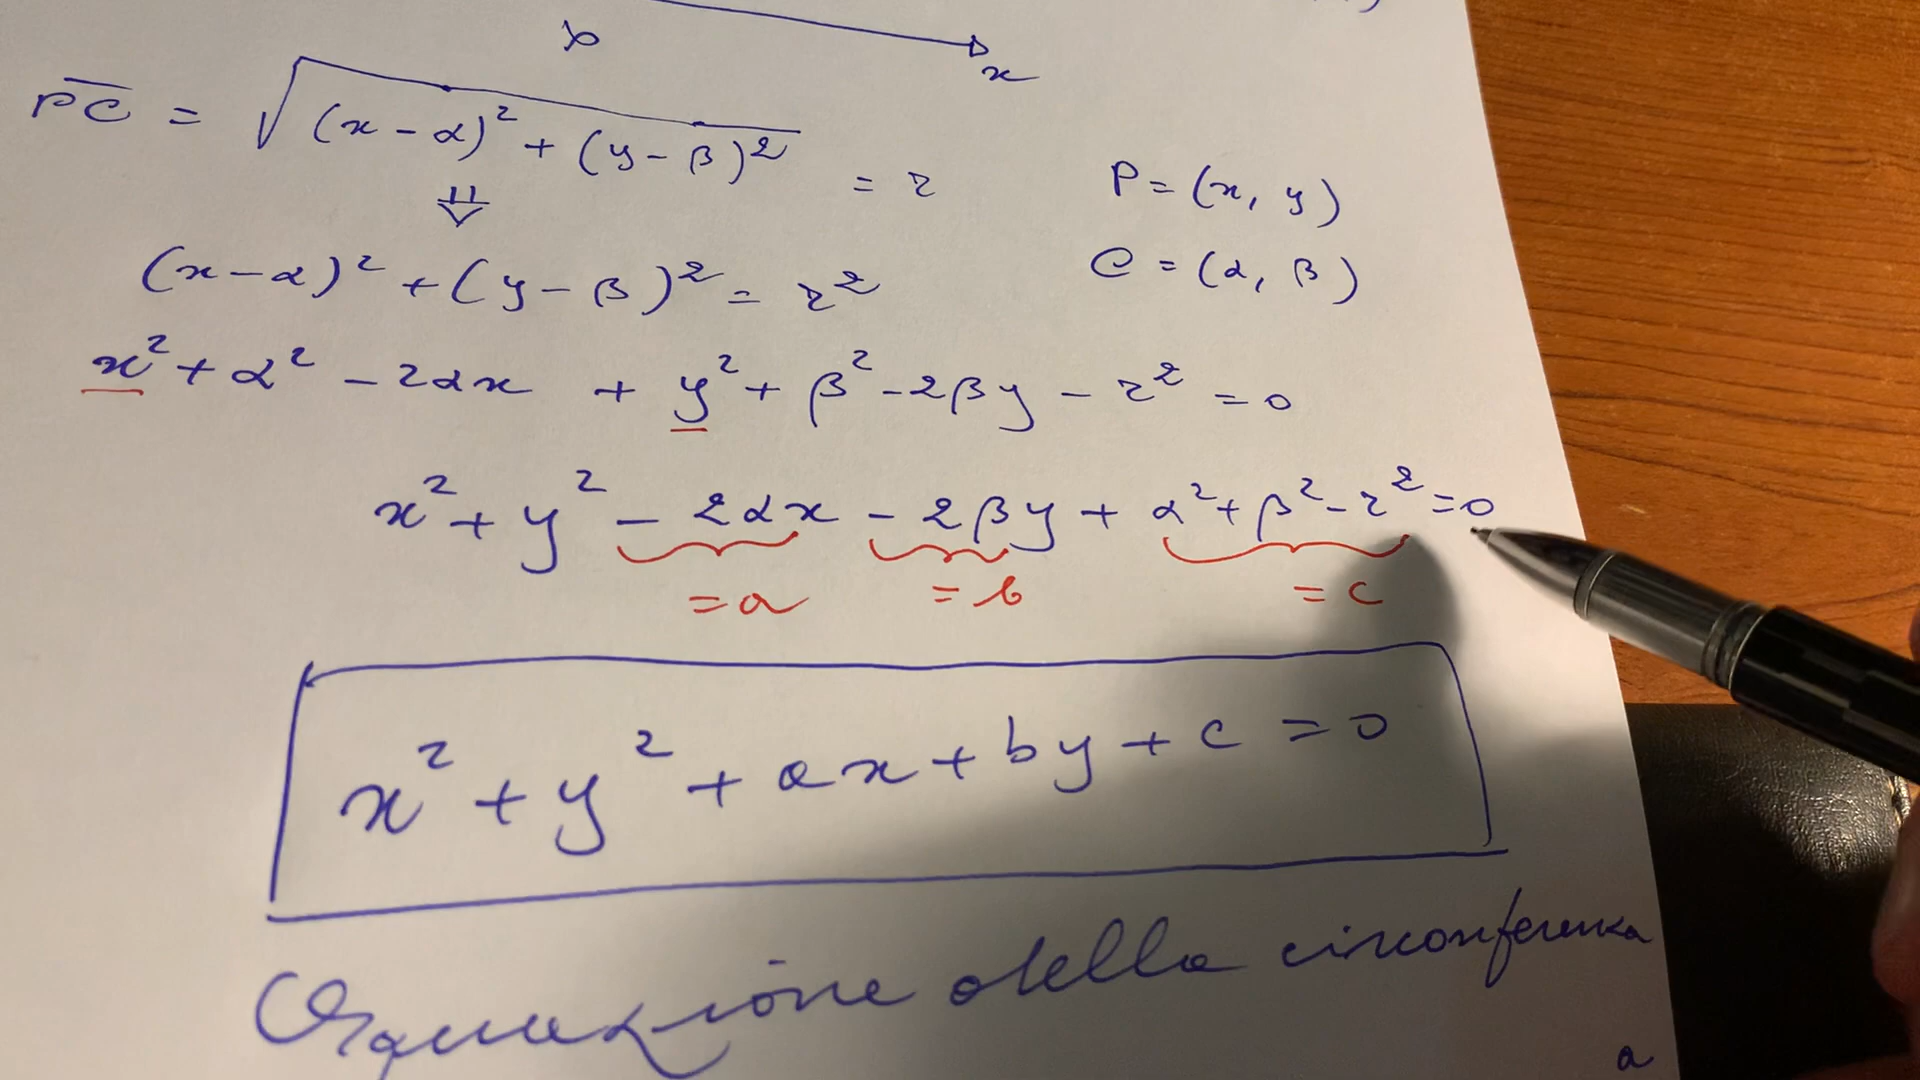 x
PC = √(x - α)² + (y - β)² = r
P = (x, y)
⇓
(x - α)² + (y - β)² = r²
C = (α, β)
x² + α² - 2αx + y² + β² - 2βy - r² = 0
x² + y² - 2αx - 2βy + α² + β² - r² = 0
= a = b = c
x² + y² + ax + by + c = 0
Equazione della circonferenza
a